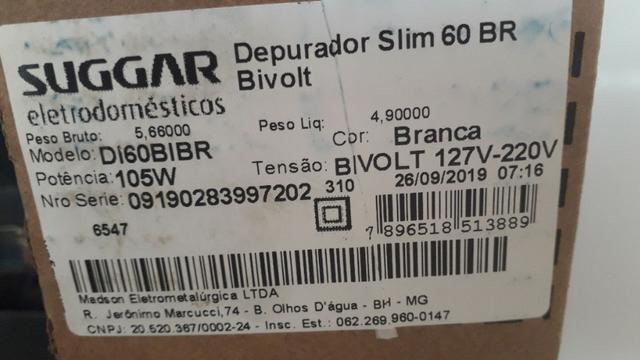 SUGGAR
eletrodomésticos
Depurador Slim 60 BR
Bivolt
Peso Bruto: 5,66000
Peso Liq: 4,90000
Modelo: DI60BIBR
Cor: Branca
Potência: 105W
Tensão: BIVOLT 127V-220V
Nro Serie: 09190283997202
310
26/09/2019 07:16
6547
7 896518 513889
Madson Eletrometalúrgica LTDA
R. Jerônimo Marcucci,74 - B. Olhos D'água - BH - MG
CNPJ: 20.520.367/0002-24 - Insc. Est.: 062.269.960-0147